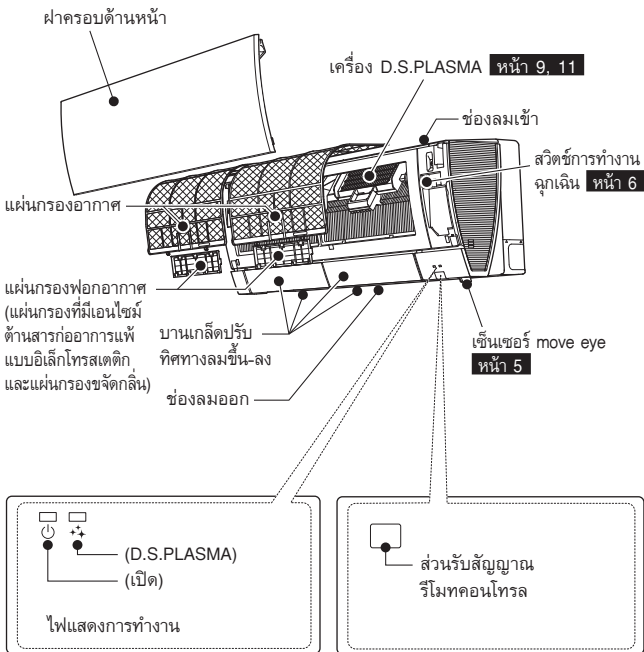 ฝาครอบด้านหน้า
เครื่อง D.S.PLASMA หน้า 9, 11
ช่องลมเข้า
สวิตช์การทำงาน
ฉุกเฉิน หน้า 6
แผ่นกรองอากาศ
แผ่นกรองฟอกอากาศ
(แผ่นกรองที่มีเอนไซม์
ต้านสารก่ออาการแพ้
แบบอิเล็กโทรสเตติก
และแผ่นกรองขจัดกลิ่น)
บานเกล็ดปรับ
ทิศทางลมขึ้น-ลง
ช่องลมออก
เซ็นเซอร์ move eye
หน้า 5
(D.S.PLASMA)
(เปิด)
ไฟแสดงการทำงาน
ส่วนรับสัญญาณ
รีโมทคอนโทรล